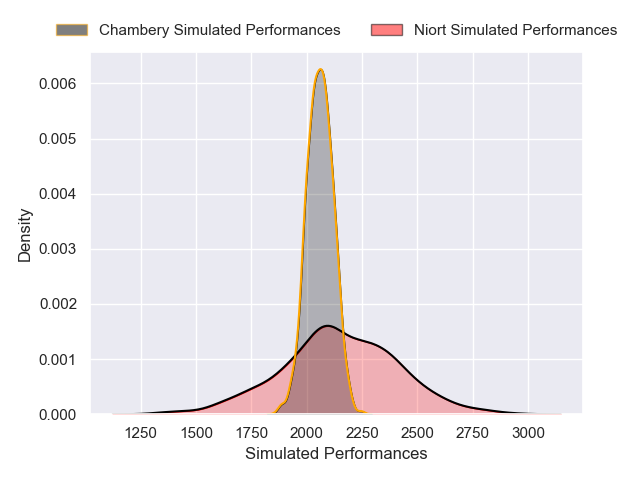 Chambery Simulated Performances Niort Simulated Performances
0.006
0.005
0.004
0.003
0.002
0.001
0.000
Density
1250 1500 1750 2000 2250 2500 2750 3000
Simulated Performances